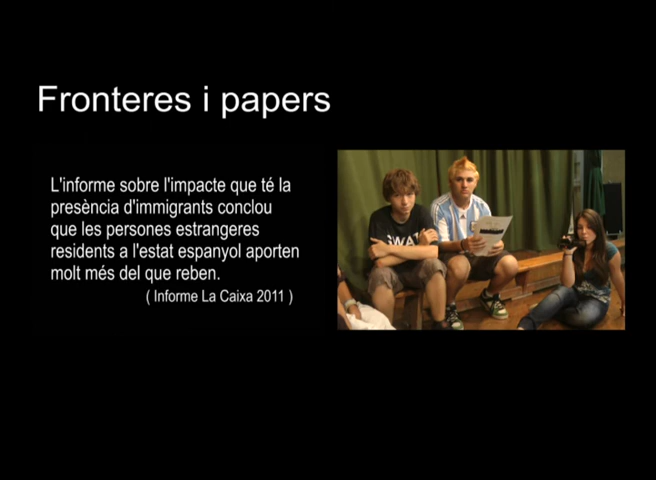 Fronteres i papers
L'informe sobre l'impacte que té la
presència d'immigrants conclou
que les persones estrangeres
residents a l'estat espanyol aporten
molt més del que reben.
( Informe La Caixa 2011 )
SWAT